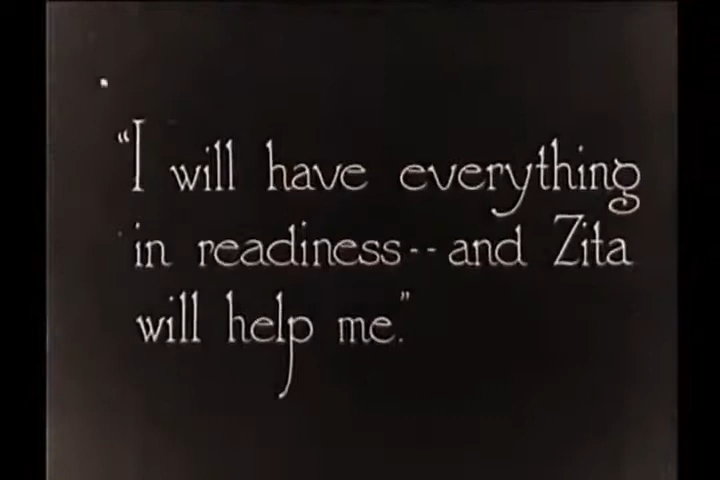 “I will have everything
in readiness -- and Zita
will help me.”